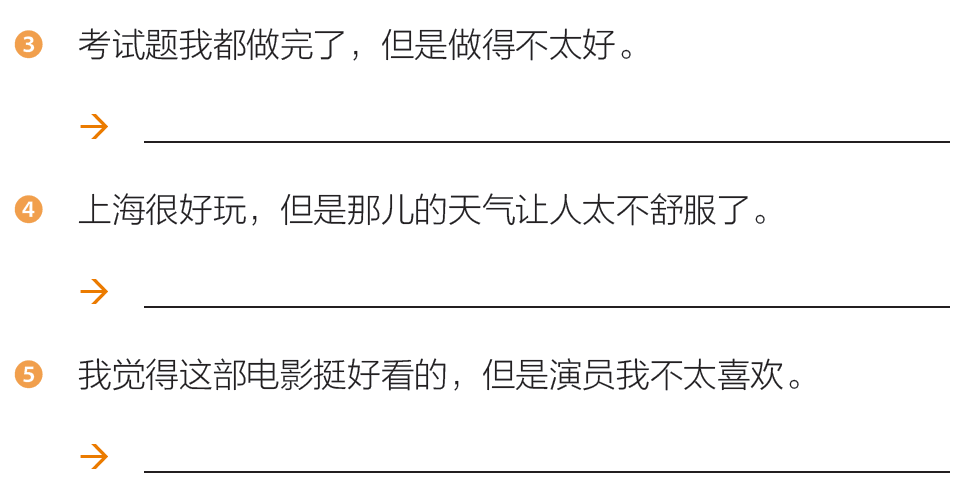 3 考试题我都做完了，但是做得不太好。
→
4 上海很好玩，但是那儿的天气让人太不舒服了。
→
5 我觉得这部电影挺好看的，但是演员我不太喜欢。
→